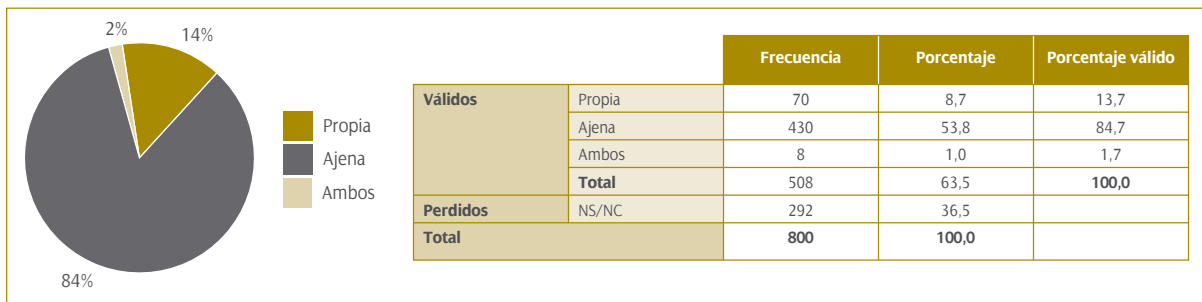 2%
14%
84%
Propia
Ajena
Ambos
Frecuencia Porcentaje Porcentaje válido
Válidos Propia 70 8,7 13,7
Ajena 430 53,8 84,7
Ambos 8 1,0 1,7
Total 508 63,5 100,0
Perdidos NS/NC 292 36,5
Total 800 100,0